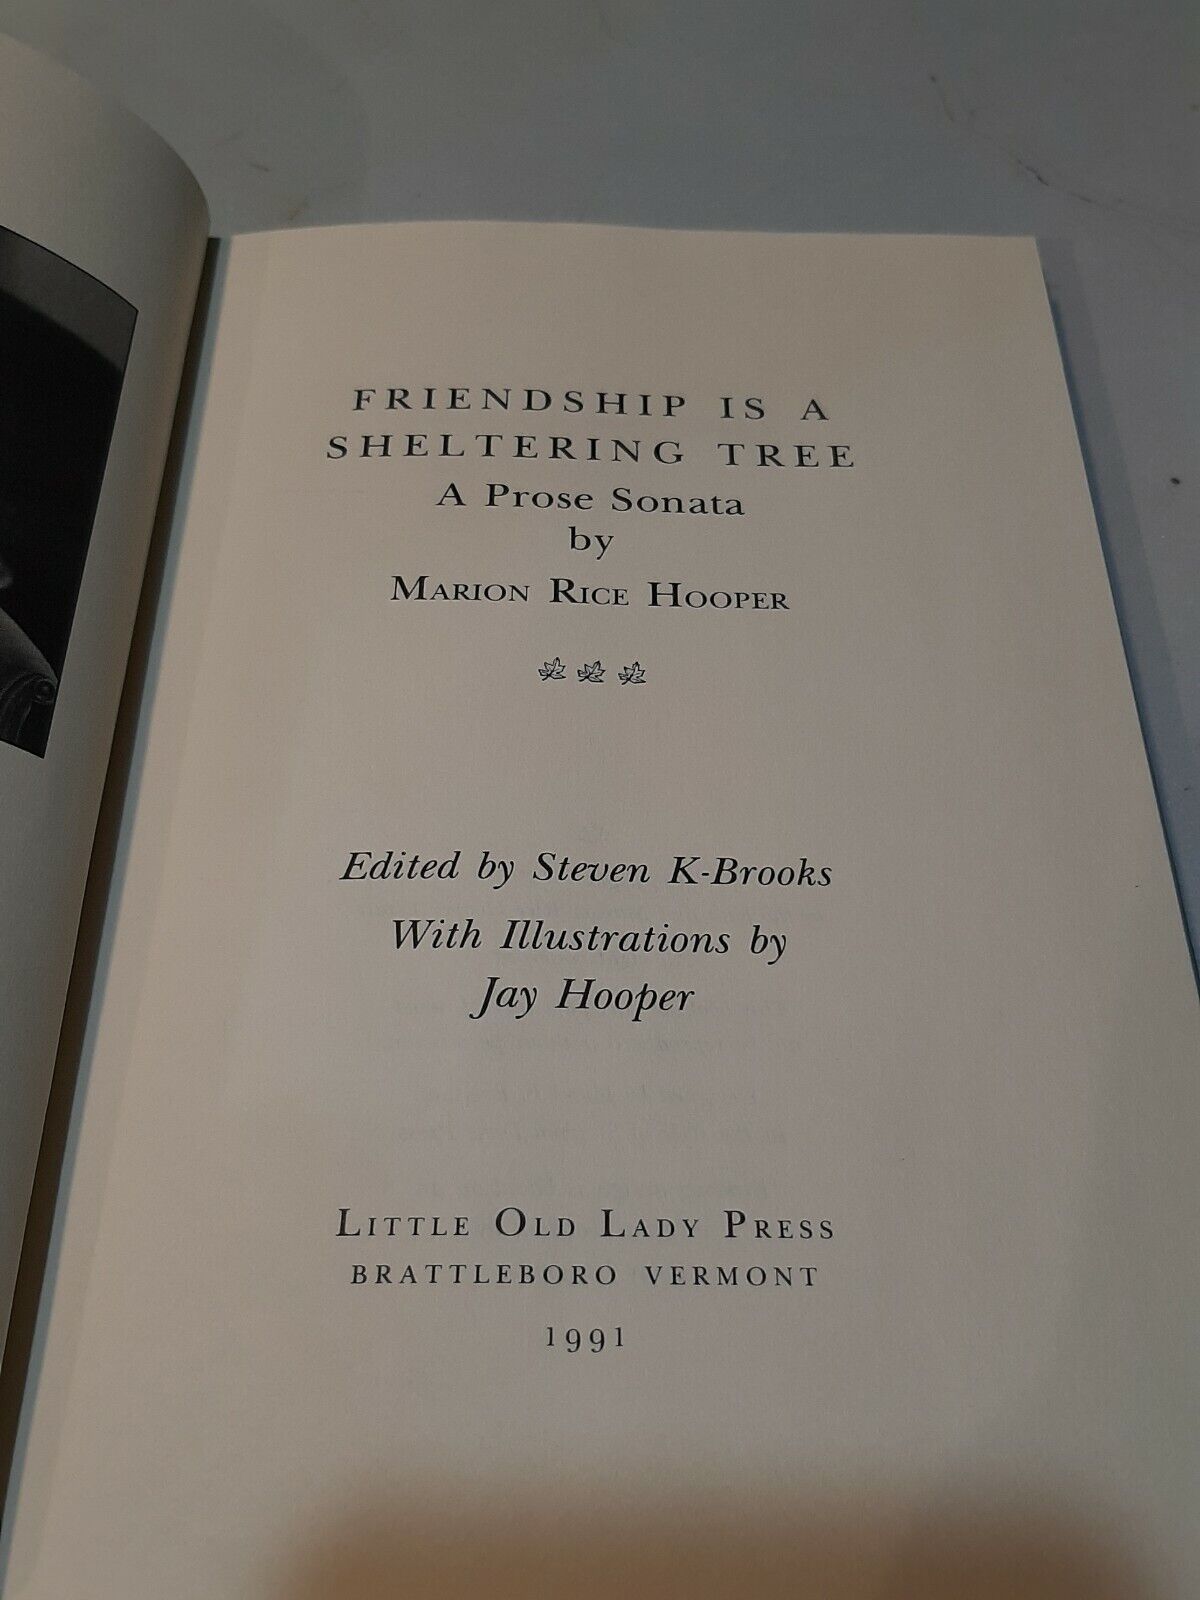 FRIENDSHIP IS A
SHELTERING TREE
A Prose Sonata
by
MARION RICE HOOPER
Edited by Steven K-Brooks
With Illustrations by
Jay Hooper
LITTLE OLD LADY PRESS
BRATTLEBORO VERMONT
1991